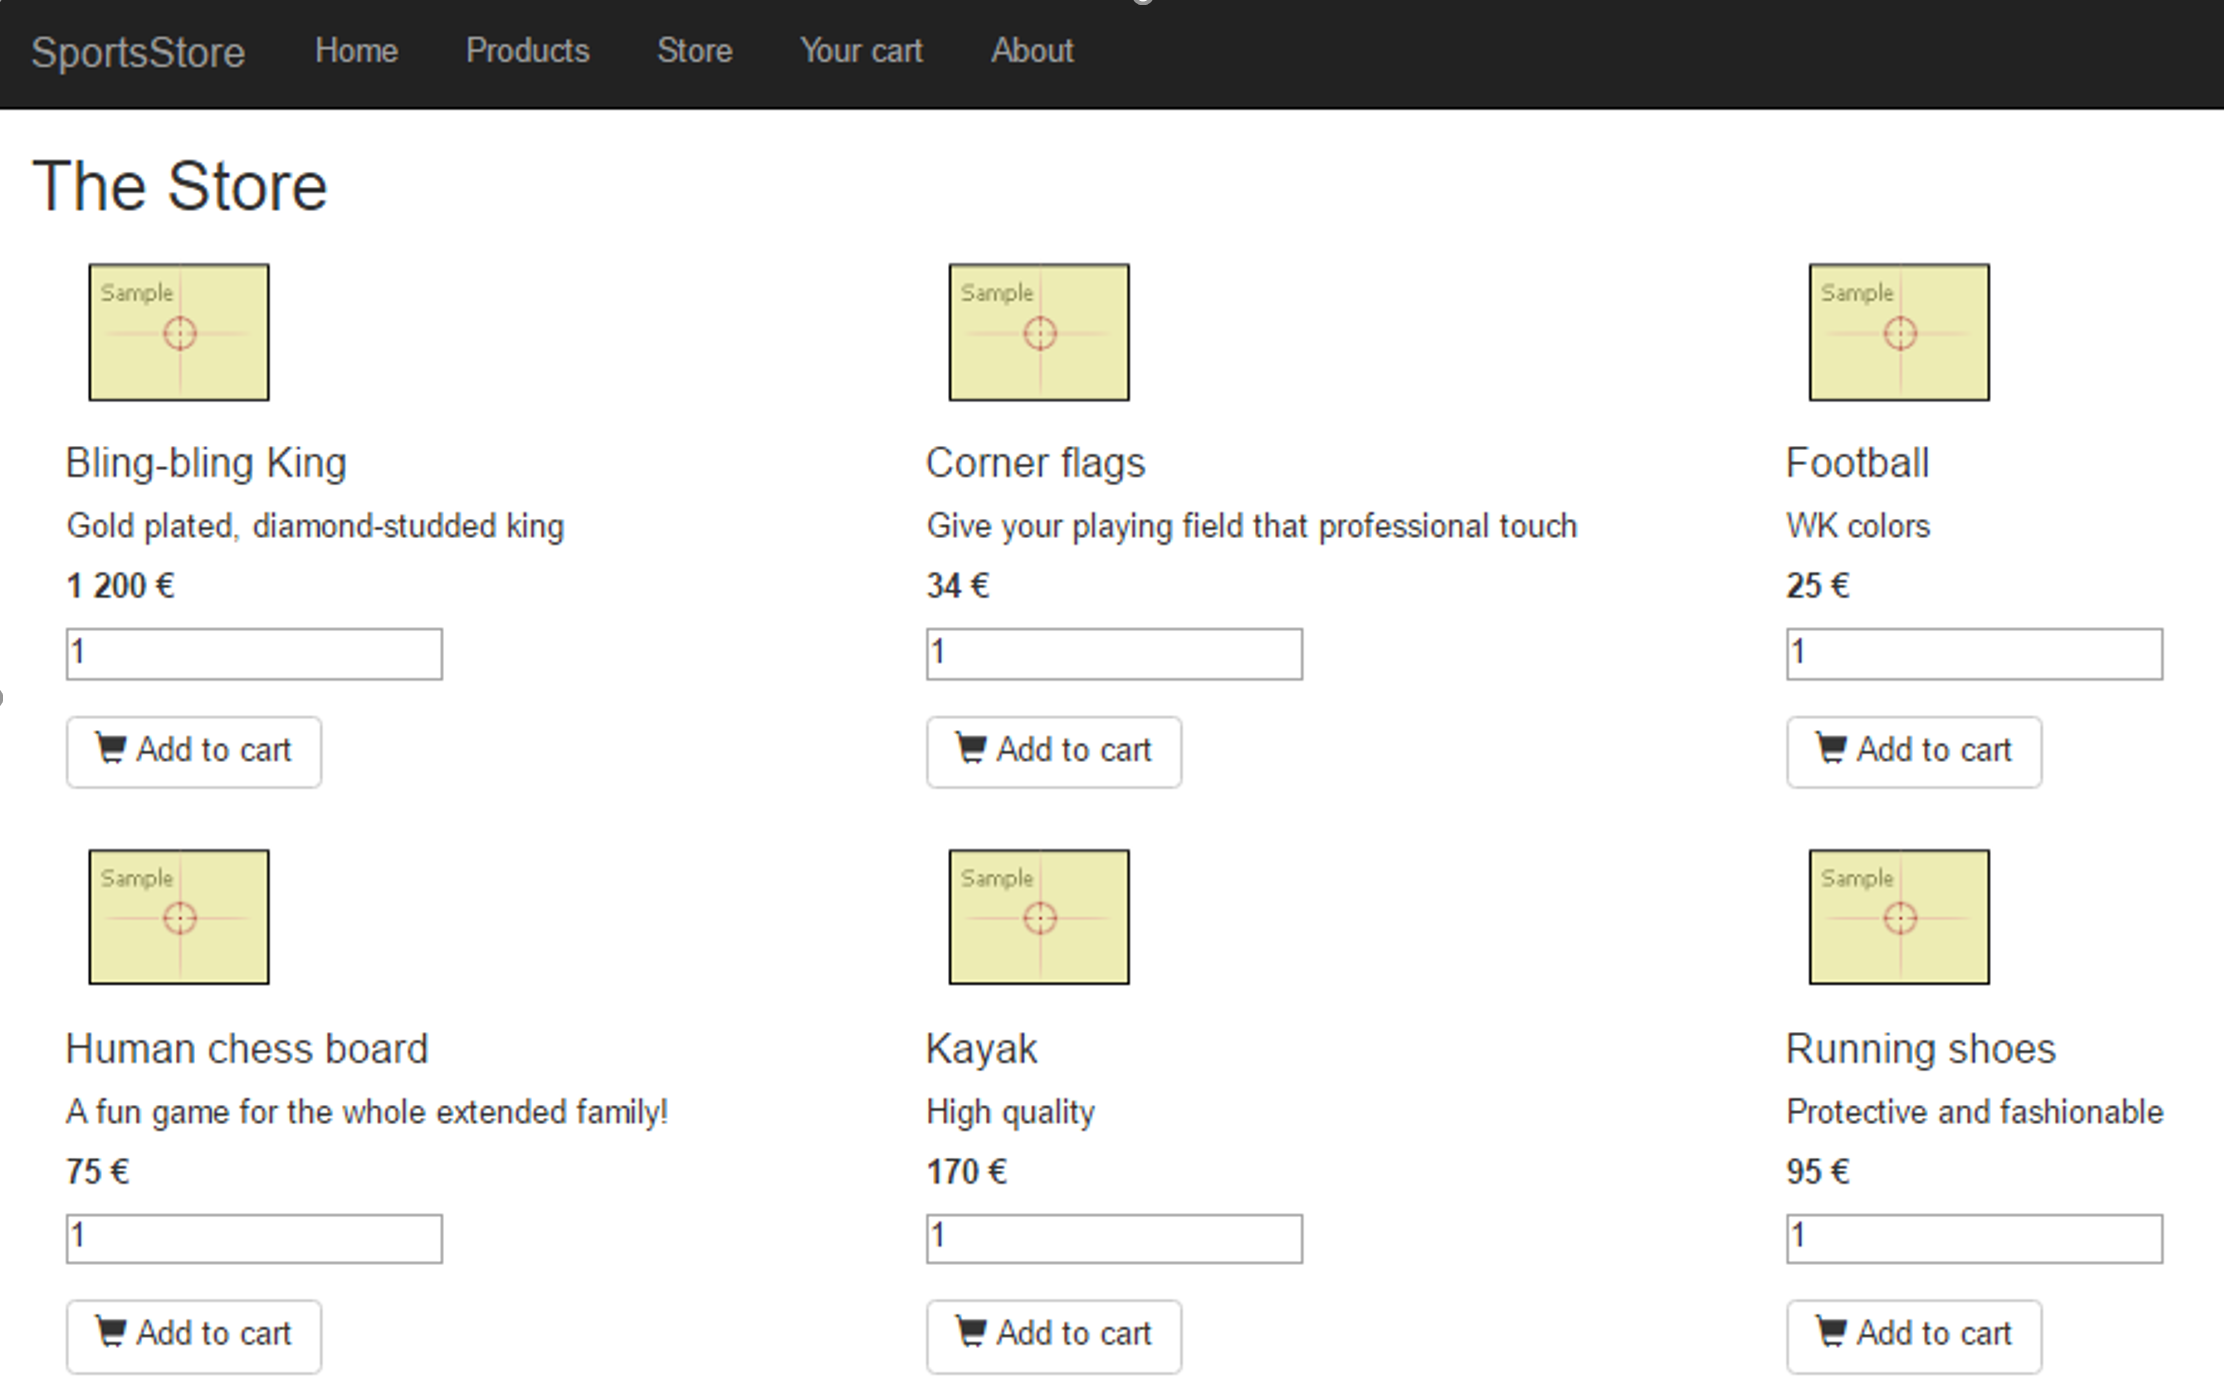 SportsStore Home Products Store Your cart About
The Store
Sample Sample Sample
Bling-bling King Corner flags Football
Gold plated, diamond-studded king Give your playing field that professional touch WK colors
1 200 € 34 € 25 €
1 1 1
Add to cart Add to cart Add to cart
Sample Sample Sample
Human chess board Kayak Running shoes
A fun game for the whole extended family! High quality Protective and fashionable
75 € 170 € 95 €
1 1 1
Add to cart Add to cart Add to cart